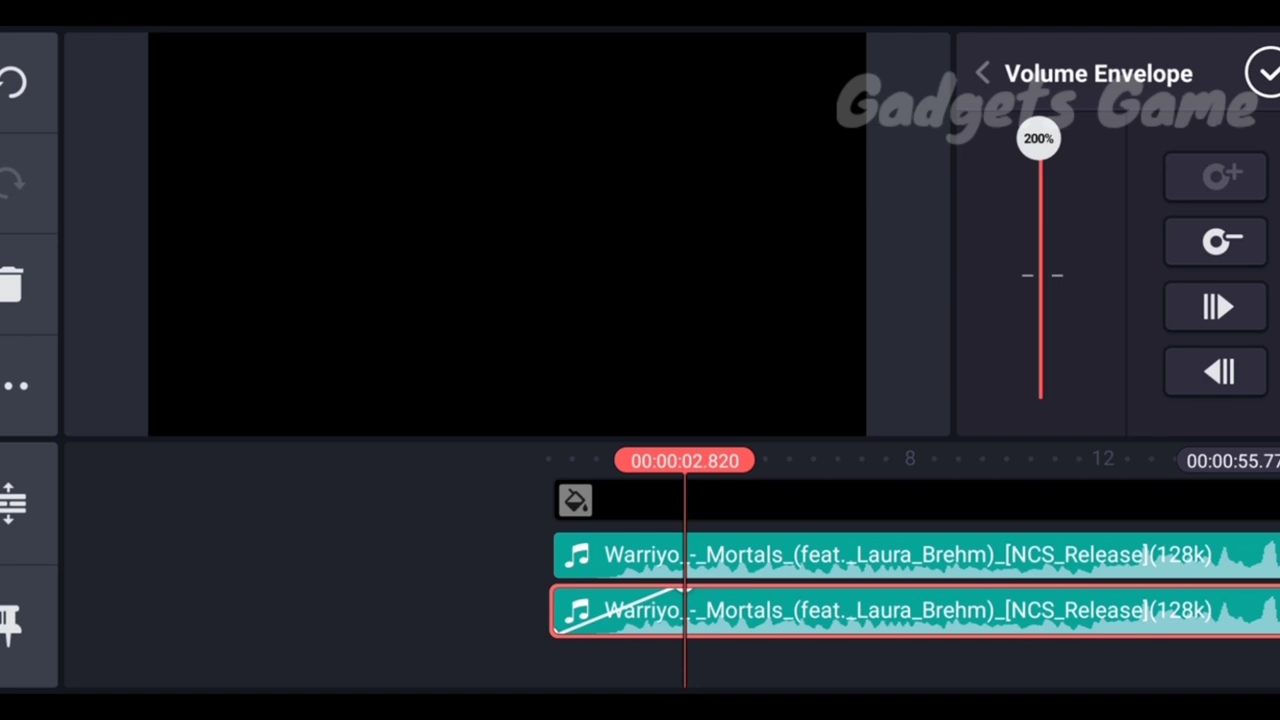 Volume Envelope
Gadgets Game
200%
00:00:02.820
8
12
00:00:55.77
Warriyo_-_Mortals_(feat._Laura_Brehm)_[NCS_Release](128k)
Warriyo_-_Mortals_(feat._Laura_Brehm)_[NCS_Release](128k)